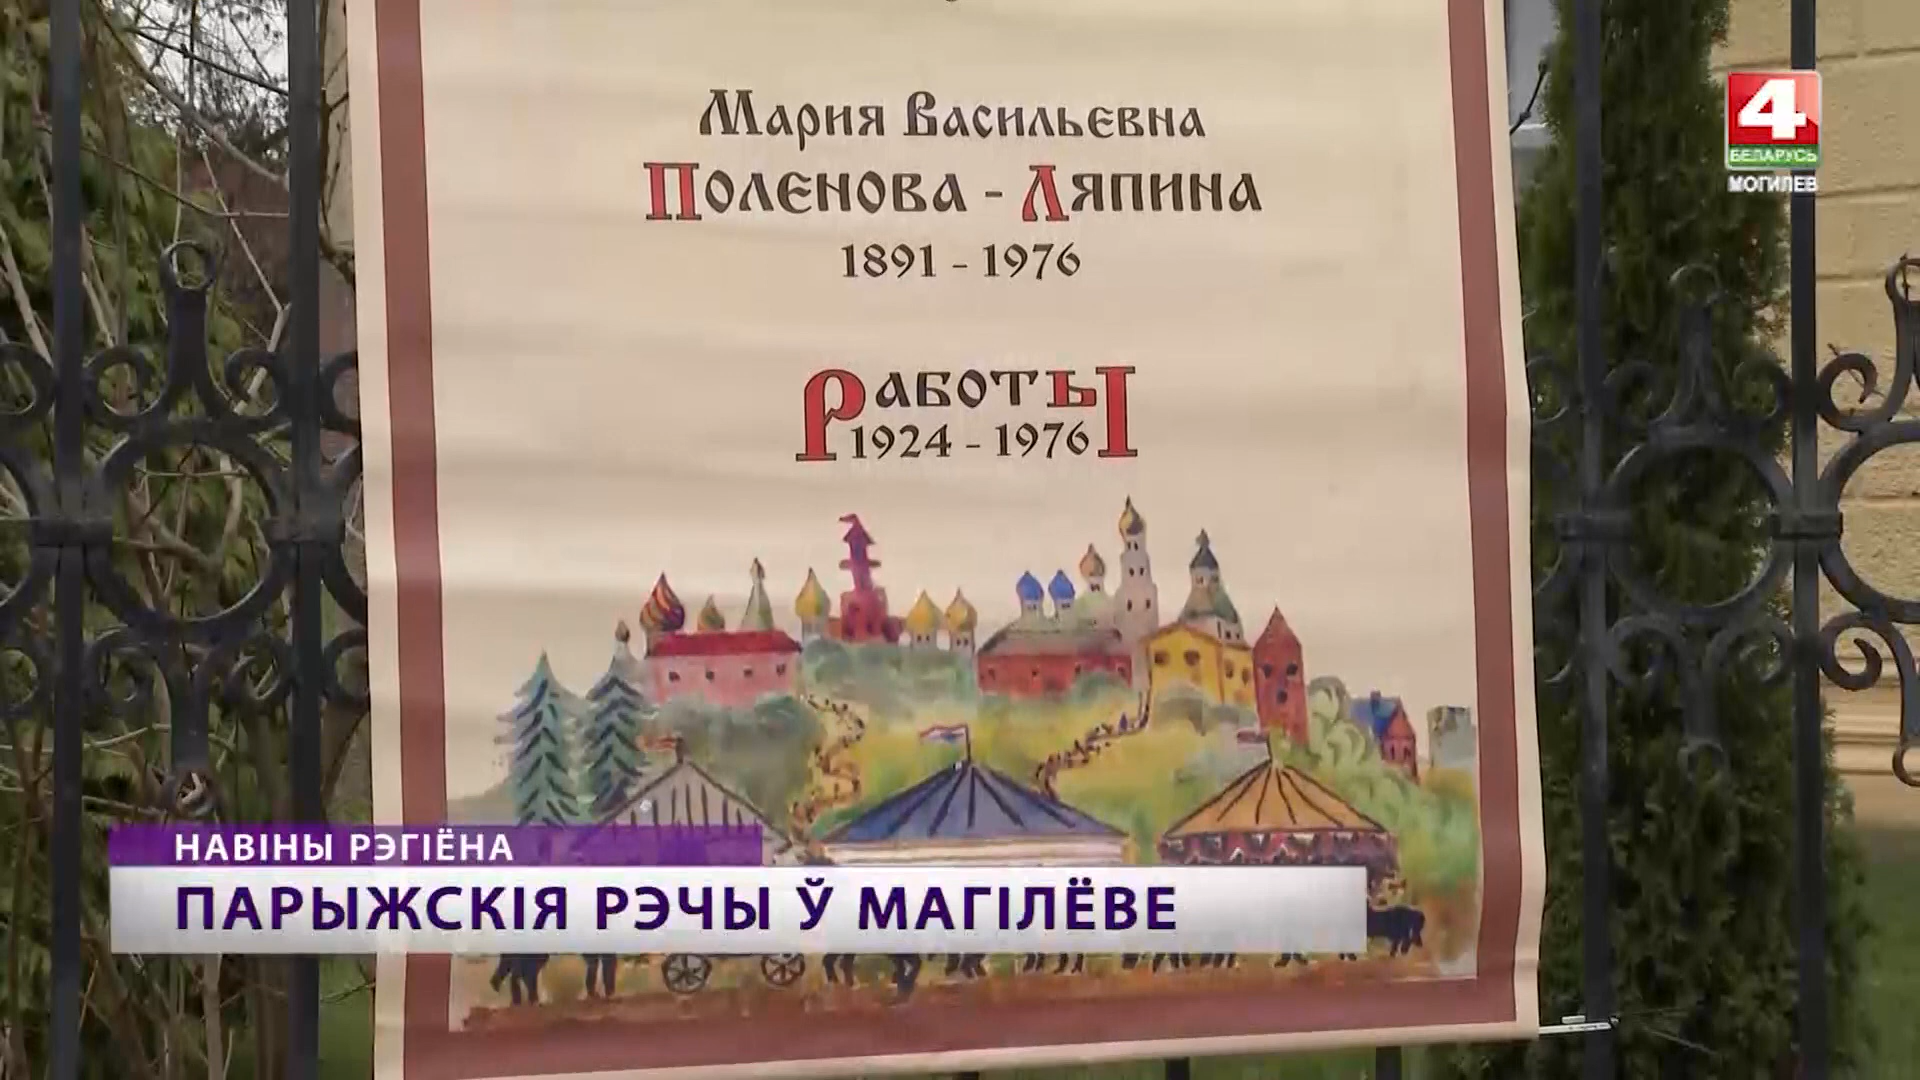 Мария Васильевна
Поленова - Ляпина
1891 - 1976
Работы
1924 - 1976
4
БЕЛАРУСЬ
МОГИЛЕВ
НАВІНЫ РЭГІЁНА
ПАРЫЖСКІЯ РЭЧЫ Ў МАГІЛЁВЕ